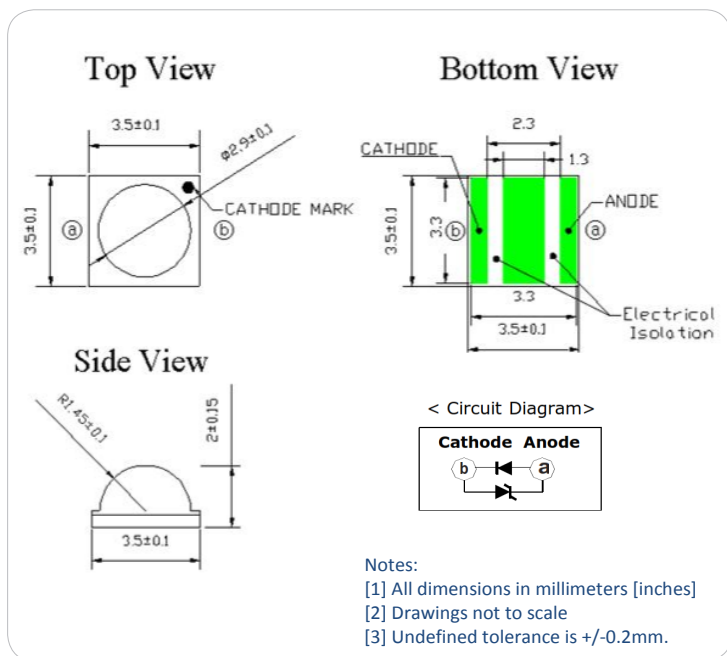 Top View
3.5±0.1
φ2.9±0.1
CATHODE MARK
3.5±0.1
a
b
Bottom View
2.3
CATHODE
1.3
ANODE
3.5±0.1
3.3
b
a
3.3
Electrical
Isolation
3.5±0.1
Side View
R1.45±0.1
2±0.15
3.5±0.1
< Circuit Diagram>
Cathode Anode
b
a
Notes:
[1] All dimensions in millimeters [inches]
[2] Drawings not to scale
[3] Undefined tolerance is +/-0.2mm.